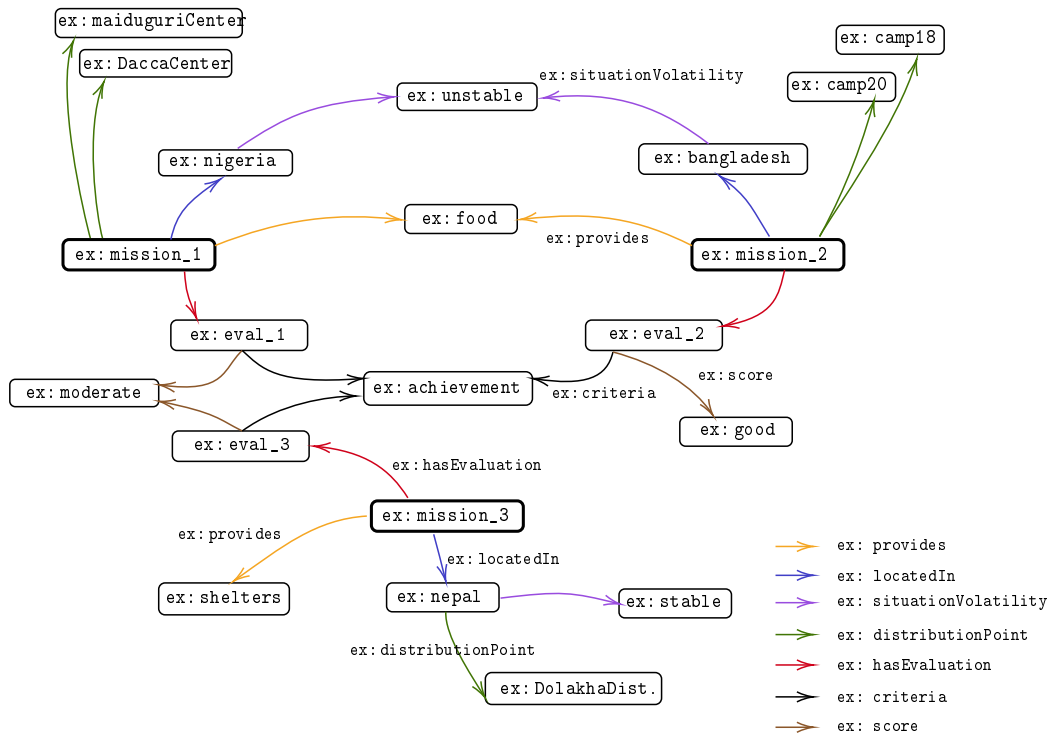 ex:maiduguriCenter
ex:DaccaCenter
ex:camp18
ex:camp20
ex:situationVolatility
ex:unstable
ex:nigeria
ex:bangladesh
ex:food
ex:provides
ex:mission_1
ex:mission_2
ex:eval_1
ex:eval_2
ex:score
ex:moderate
ex:achievement
ex:criteria
ex:good
ex:eval_3
ex:hasEvaluation
ex:mission_3
ex:provides
ex:locatedIn
ex:shelters
ex:nepal
ex:stable
ex:distributionPoint
ex:DolakhaDist.
ex: provides
ex: locatedIn
ex: situationVolatility
ex: distributionPoint
ex: hasEvaluation
ex: criteria
ex: score